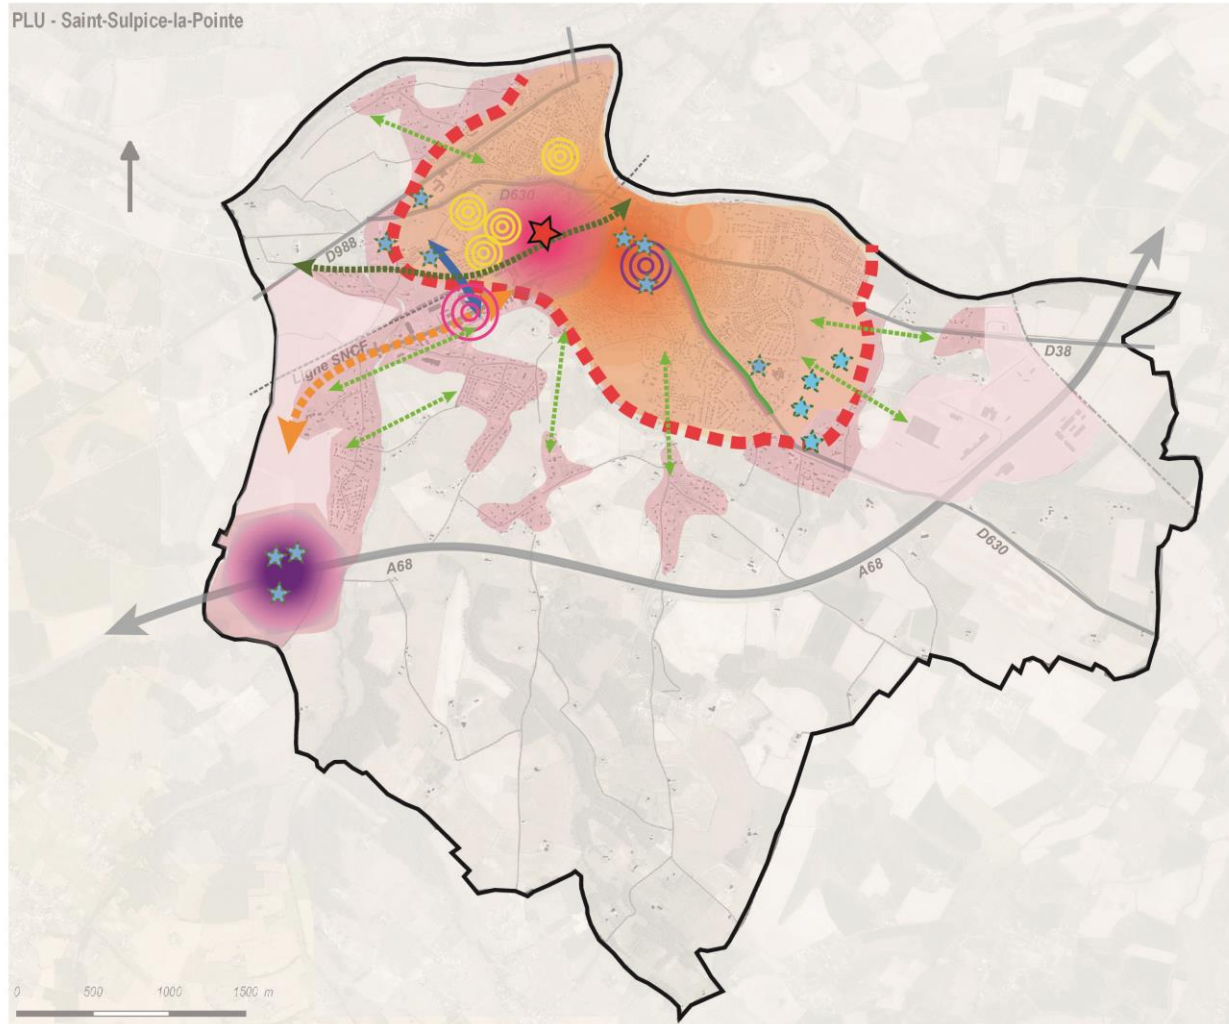 PLU - Saint-Sulpice-la-Pointe
D630
D988
Ligne SNCF
D38
D630
A68
A68
0 500 1000 1500 m